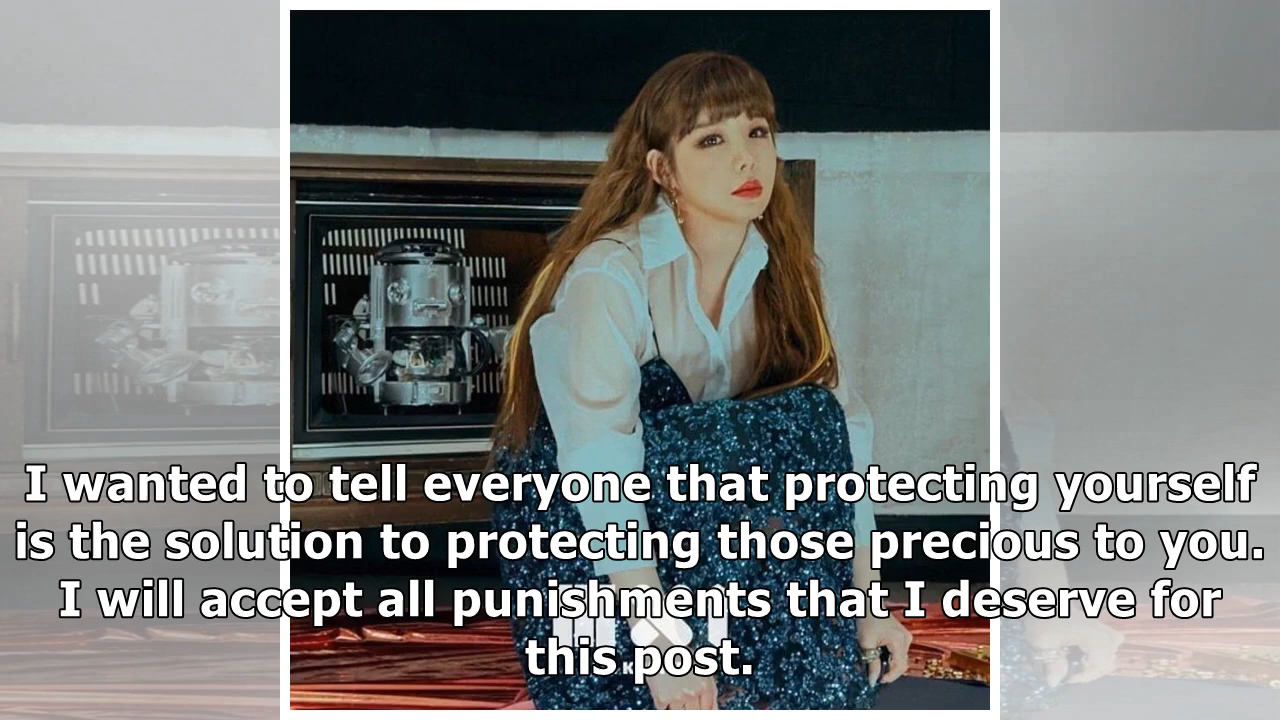 I wanted to tell everyone that protecting yourself
is the solution to protecting those precious to you.
I will accept all punishments that I deserve for
this post.